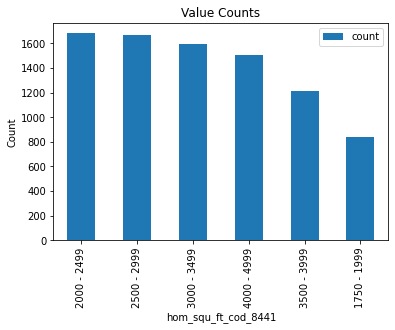 Value Counts
count
Count
1600
1400
1200
1000
800
600
400
200
0
2000 - 2499
2500 - 2999
3000 - 3499
4000 - 4999
3500 - 3999
1750 - 1999
hom_squ_ft_cod_8441